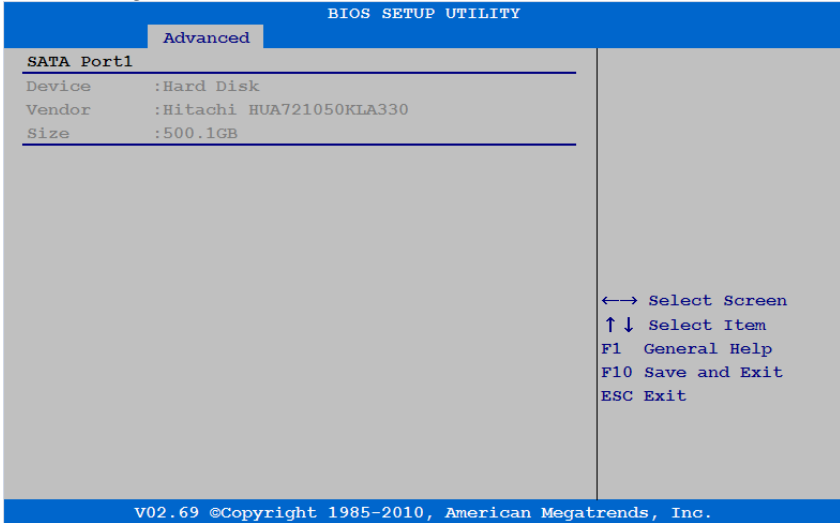 BIOS SETUP UTILITY
Advanced
SATA Port1
Device :Hard Disk
Vendor :Hitachi HUA721050KLA330
Size :500.1GB
←→ Select Screen
↑↓ Select Item
F1 General Help
F10 Save and Exit
ESC Exit
V02.69 ©Copyright 1985-2010, American Megatrends, Inc.